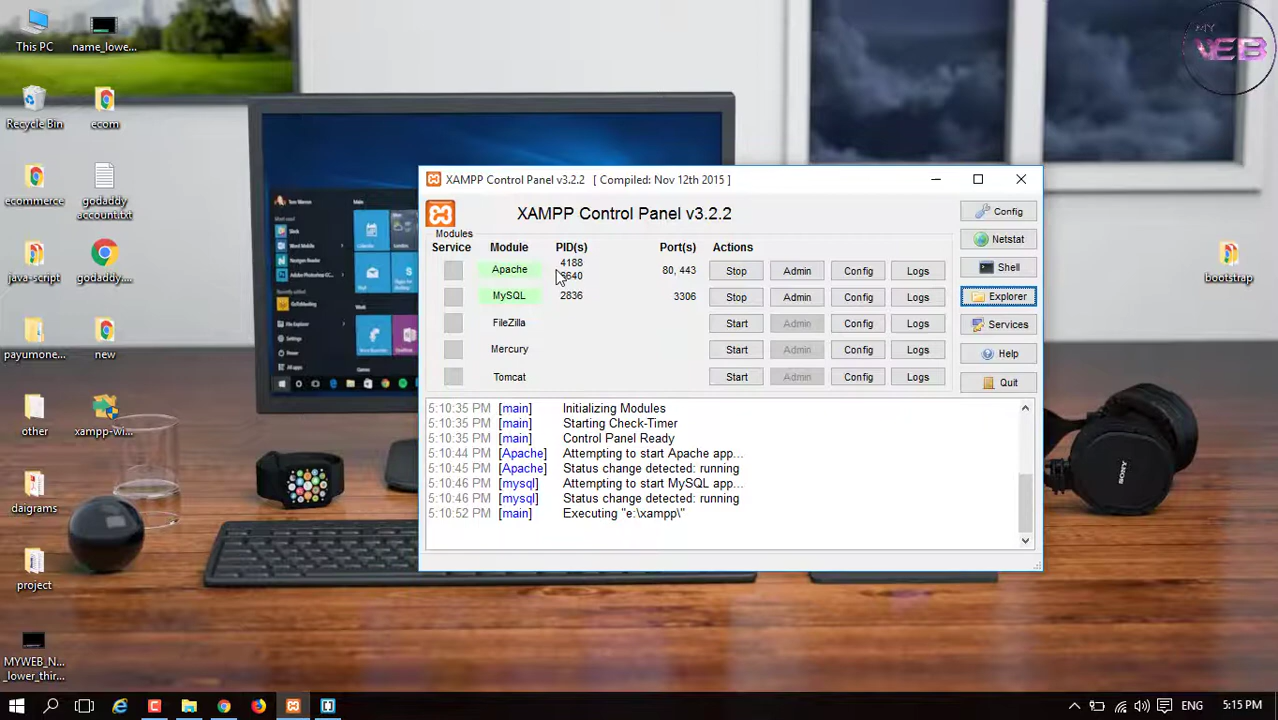 MY
WEB
This PC
name_lowe...
Recycle Bin
ecom
ecommerce
godaddy
account.txt
java-script
godaddy....
payumone...
new
other
xampp-wi...
daigrams
project
MYWEB_N...
_lower_thir...
bootstrap
XAMPP Control Panel v3.2.2 [ Compiled: Nov 12th 2015 ]
XAMPP Control Panel v3.2.2
Config
Modules
Service Module PID(s) Port(s) Actions
Netstat
Apache 4188
3640 80, 443 Stop Admin Config Logs
Shell
MySQL 2836 3306 Stop Admin Config Logs
Explorer
FileZilla Start Admin Config Logs
Services
Mercury Start Admin Config Logs
Help
Tomcat Start Admin Config Logs
Quit
5:10:35 PM [main] Initializing Modules
5:10:35 PM [main] Starting Check-Timer
5:10:35 PM [main] Control Panel Ready
5:10:44 PM [Apache] Attempting to start Apache app...
5:10:45 PM [Apache] Status change detected: running
5:10:46 PM [mysql] Attempting to start MySQL app...
5:10:46 PM [mysql] Status change detected: running
5:10:52 PM [main] Executing "e:\xampp\"
SONY
ENG 5:15 PM